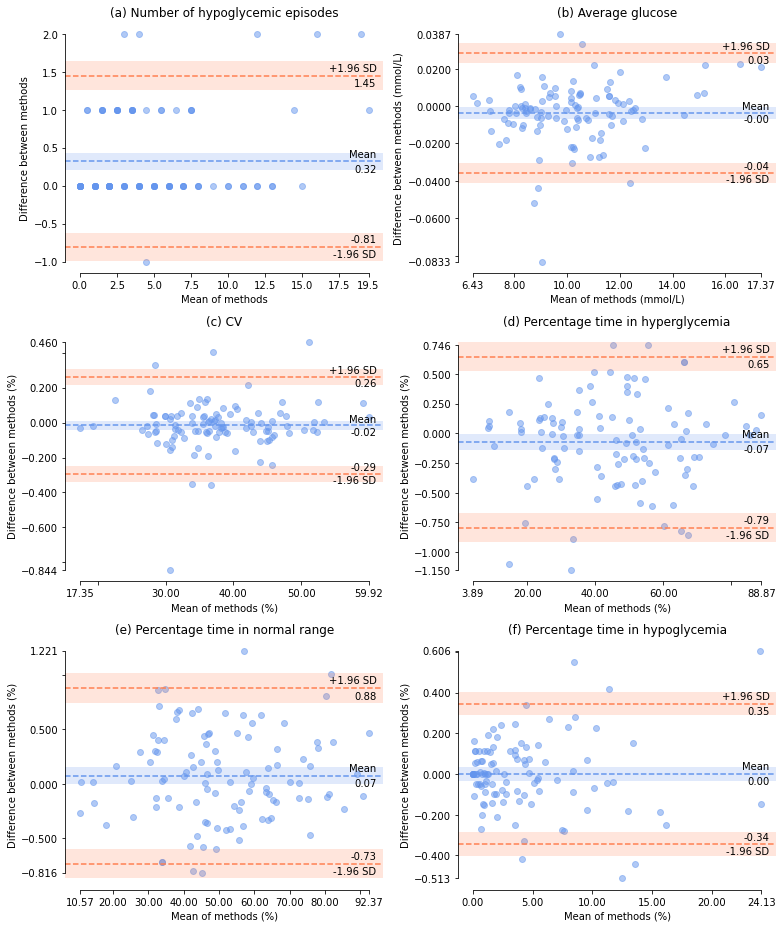 (a) Number of hypoglycemic episodes
2.0
1.5
1.0
0.5
0.0
−0.5
−1.0
Difference between methods
+1.96 SD
1.45
Mean
0.32
-0.81
-1.96 SD
0.0
2.5
5.0
7.5
10.0
12.5
15.0
17.5
19.5
Mean of methods
(b) Average glucose
0.0387
0.0200
0.0000
−0.0200
−0.0400
−0.0600
−0.0833
Difference between methods (mmol/L)
+1.96 SD
0.03
Mean
-0.00
-0.04
-1.96 SD
6.43
8.00
10.00
12.00
14.00
16.00
17.37
Mean of methods (mmol/L)
(c) CV
0.460
0.200
0.000
−0.200
−0.400
−0.600
−0.844
Difference between methods (%)
+1.96 SD
0.26
Mean
-0.02
-0.29
-1.96 SD
17.35
30.00
40.00
50.00
59.92
Mean of methods (%)
(d) Percentage time in hyperglycemia
0.746
0.500
0.250
0.000
−0.250
−0.500
−0.750
−1.000
−1.150
Difference between methods (%)
+1.96 SD
0.65
Mean
-0.07
-0.79
-1.96 SD
3.89
20.00
40.00
60.00
88.87
Mean of methods (%)
(e) Percentage time in normal range
1.221
0.500
0.000
−0.500
−0.816
Difference between methods (%)
+1.96 SD
0.88
Mean
0.07
-0.73
-1.96 SD
10.57
20.00
30.00
40.00
50.00
60.00
70.00
80.00
92.37
Mean of methods (%)
(f) Percentage time in hypoglycemia
0.606
0.400
0.200
0.000
−0.200
−0.400
−0.513
Difference between methods (%)
+1.96 SD
0.35
Mean
0.00
-0.34
-1.96 SD
0.00
5.00
10.00
15.00
20.00
24.13
Mean of methods (%)